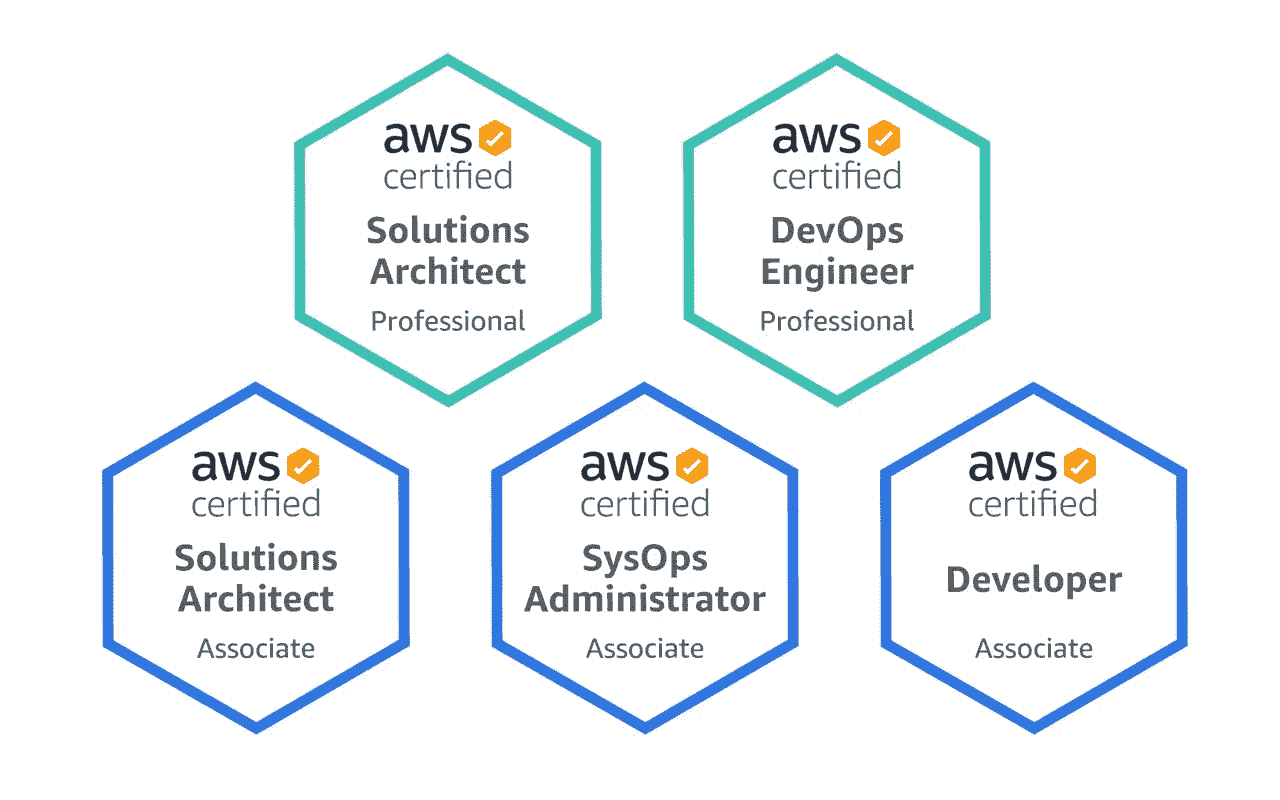 aws
certified
Solutions
Architect
Professional
aws
certified
DevOps
Engineer
Professional
aws
certified
Solutions
Architect
Associate
aws
certified
SysOps
Administrator
Associate
aws
certified
Developer
Associate